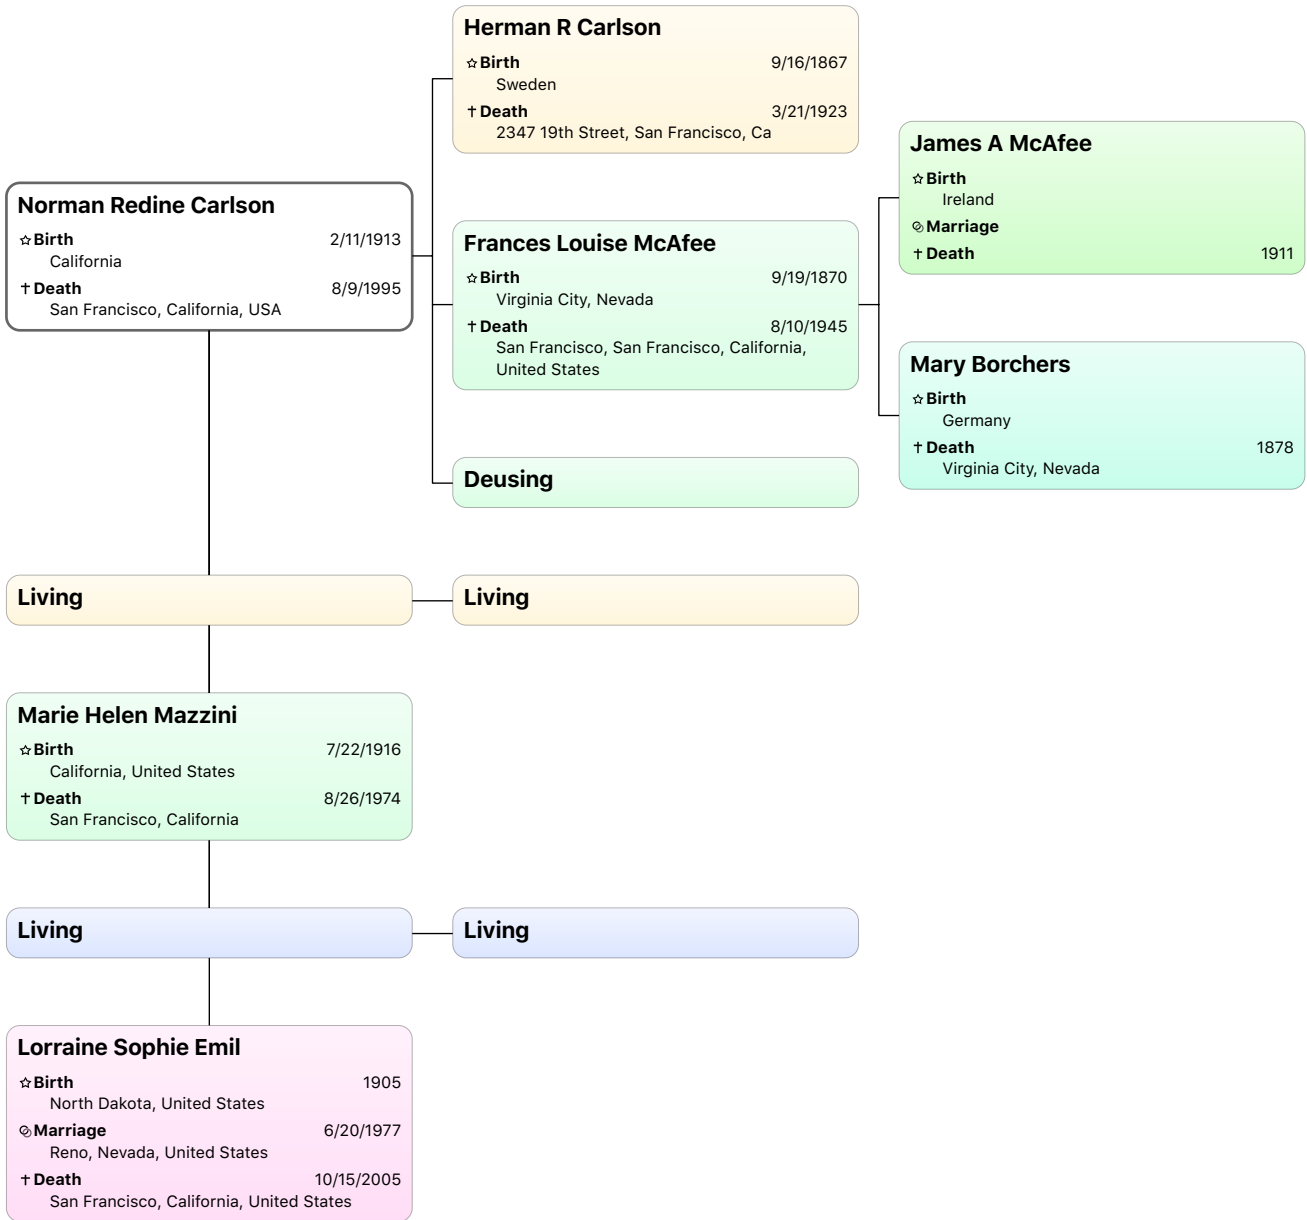 Herman R Carlson
☆ Birth 9/16/1867
Sweden
† Death 3/21/1923
2347 19th Street, San Francisco, Ca
James A McAfee
☆ Birth
Ireland
Marriage
† Death 1911
Norman Redine Carlson
☆ Birth 2/11/1913
California
† Death 8/9/1995
San Francisco, California, USA
Frances Louise McAfee
☆ Birth 9/19/1870
Virginia City, Nevada
† Death 8/10/1945
San Francisco, San Francisco, California,
United States
Mary Borchers
☆ Birth
Germany
† Death 1878
Virginia City, Nevada
Deusing
Living
Living
Marie Helen Mazzini
☆ Birth 7/22/1916
California, United States
† Death 8/26/1974
San Francisco, California
Living
Living
Lorraine Sophie Emil
☆ Birth 1905
North Dakota, United States
Marriage 6/20/1977
Reno, Nevada, United States
† Death 10/15/2005
San Francisco, California, United States